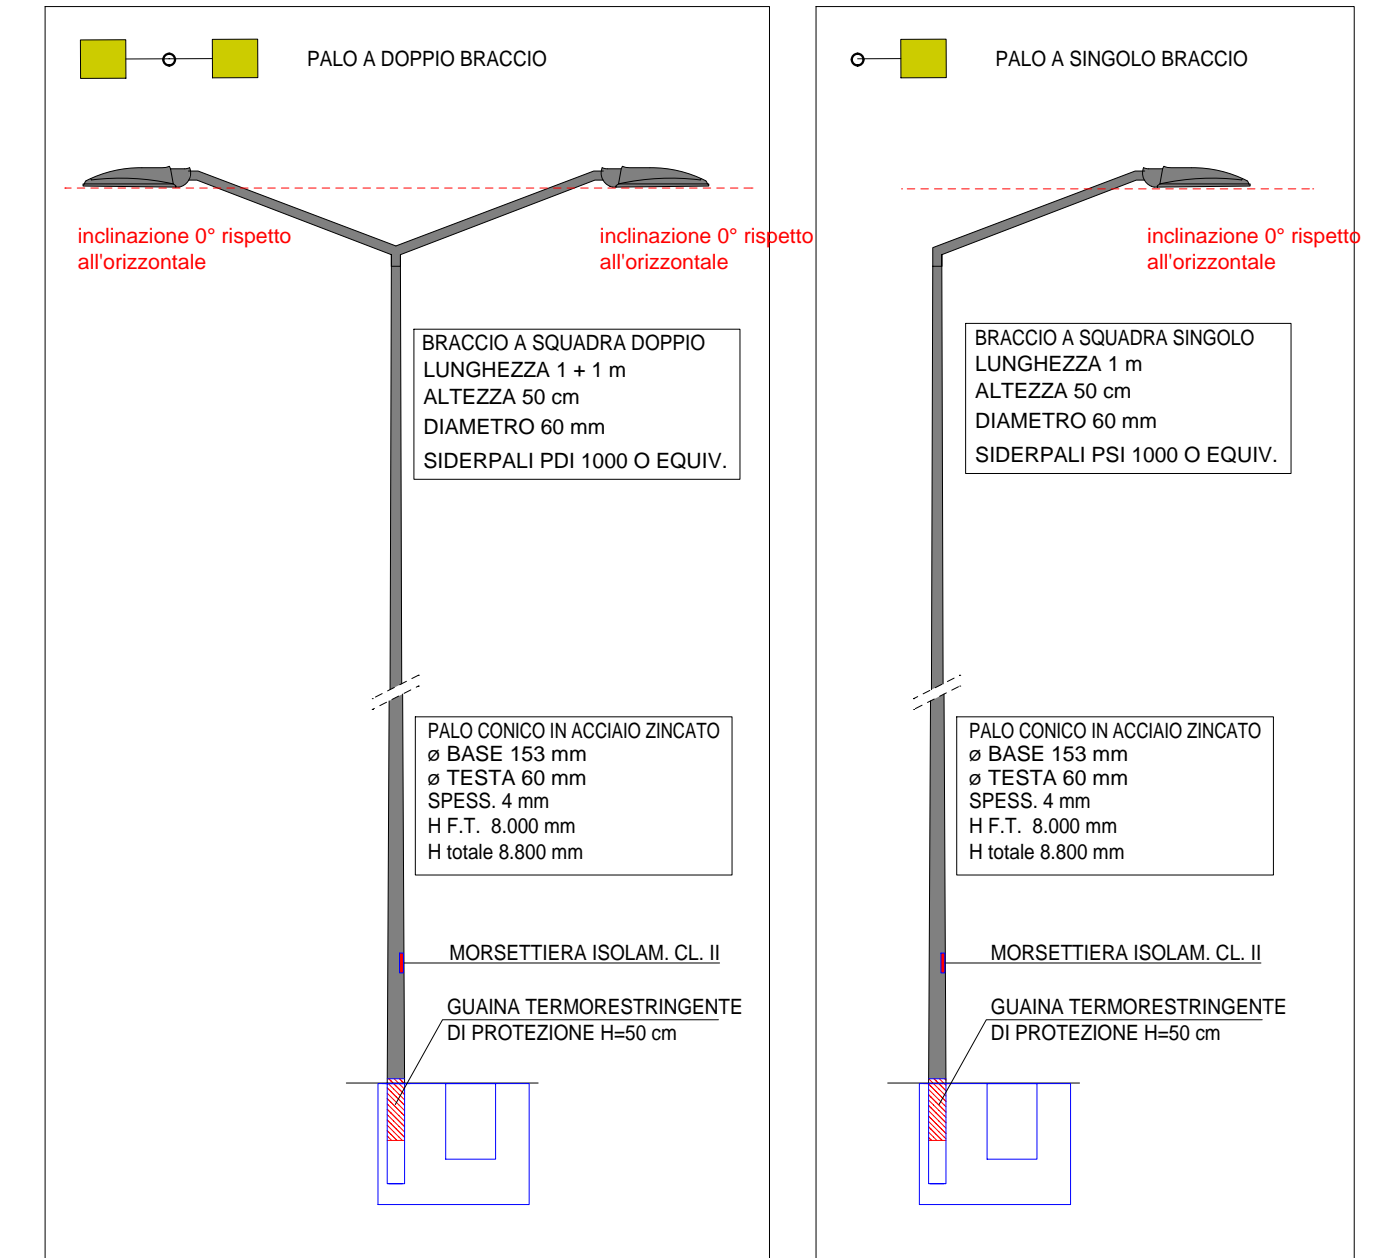 PALO A DOPPIO BRACCIO
inclinazione 0° rispetto
all'orizzontale
inclinazione 0° rispetto
all'orizzontale
BRACCIO A SQUADRA DOPPIO
LUNGHEZZA 1 + 1 m
ALTEZZA 50 cm
DIAMETRO 60 mm
SIDERPALI PDI 1000 O EQUIV.
PALO CONICO IN ACCIAIO ZINCATO
ø BASE 153 mm
ø TESTA 60 mm
SPESS. 4 mm
H F.T. 8.000 mm
H totale 8.800 mm
MORSETTIERA ISOLAM. CL. II
GUAINA TERMORESTRINGENTE
DI PROTEZIONE H=50 cm
PALO A SINGOLO BRACCIO
inclinazione 0° rispetto
all'orizzontale
BRACCIO A SQUADRA SINGOLO
LUNGHEZZA 1 m
ALTEZZA 50 cm
DIAMETRO 60 mm
SIDERPALI PSI 1000 O EQUIV.
PALO CONICO IN ACCIAIO ZINCATO
ø BASE 153 mm
ø TESTA 60 mm
SPESS. 4 mm
H F.T. 8.000 mm
H totale 8.800 mm
MORSETTIERA ISOLAM. CL. II
GUAINA TERMORESTRINGENTE
DI PROTEZIONE H=50 cm